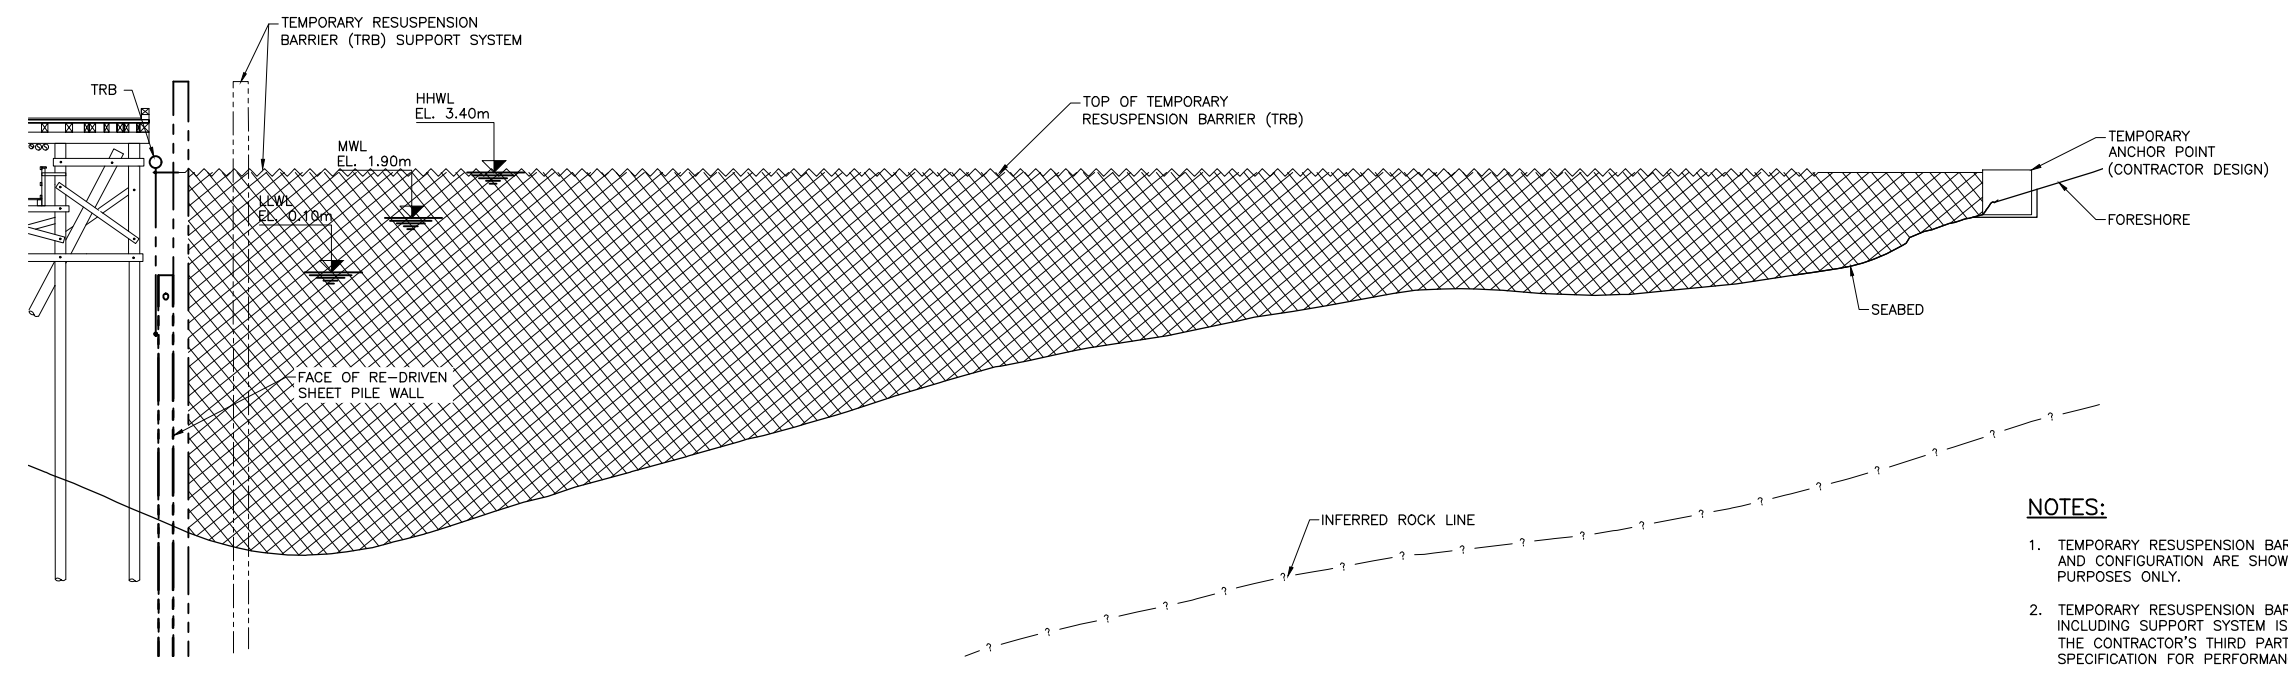 TEMPORARY RESUSPENSION
BARRIER (TRB) SUPPORT SYSTEM
TRB
HHWL
EL. 3.40m
MWL
EL. 1.90m
LLWL
EL. 0.10m
TOP OF TEMPORARY
RESUSPENSION BARRIER (TRB)
TEMPORARY
ANCHOR POINT
(CONTRACTOR DESIGN)
FORESHORE
SEABED
FACE OF RE-DRIVEN
SHEET PILE WALL
INFERRED ROCK LINE
NOTES:
1. TEMPORARY RESUSPENSION BAR
AND CONFIGURATION ARE SHOW
PURPOSES ONLY.
2. TEMPORARY RESUSPENSION BAR
INCLUDING SUPPORT SYSTEM IS
THE CONTRACTOR'S THIRD PART
SPECIFICATION FOR PERFORMAN